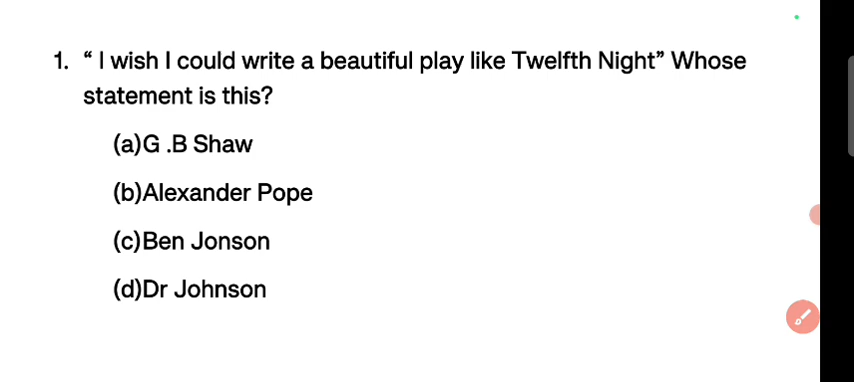 1. “ I wish I could write a beautiful play like Twelfth Night” Whose
statement is this?
(a)G .B Shaw
(b)Alexander Pope
(c)Ben Jonson
(d)Dr Johnson